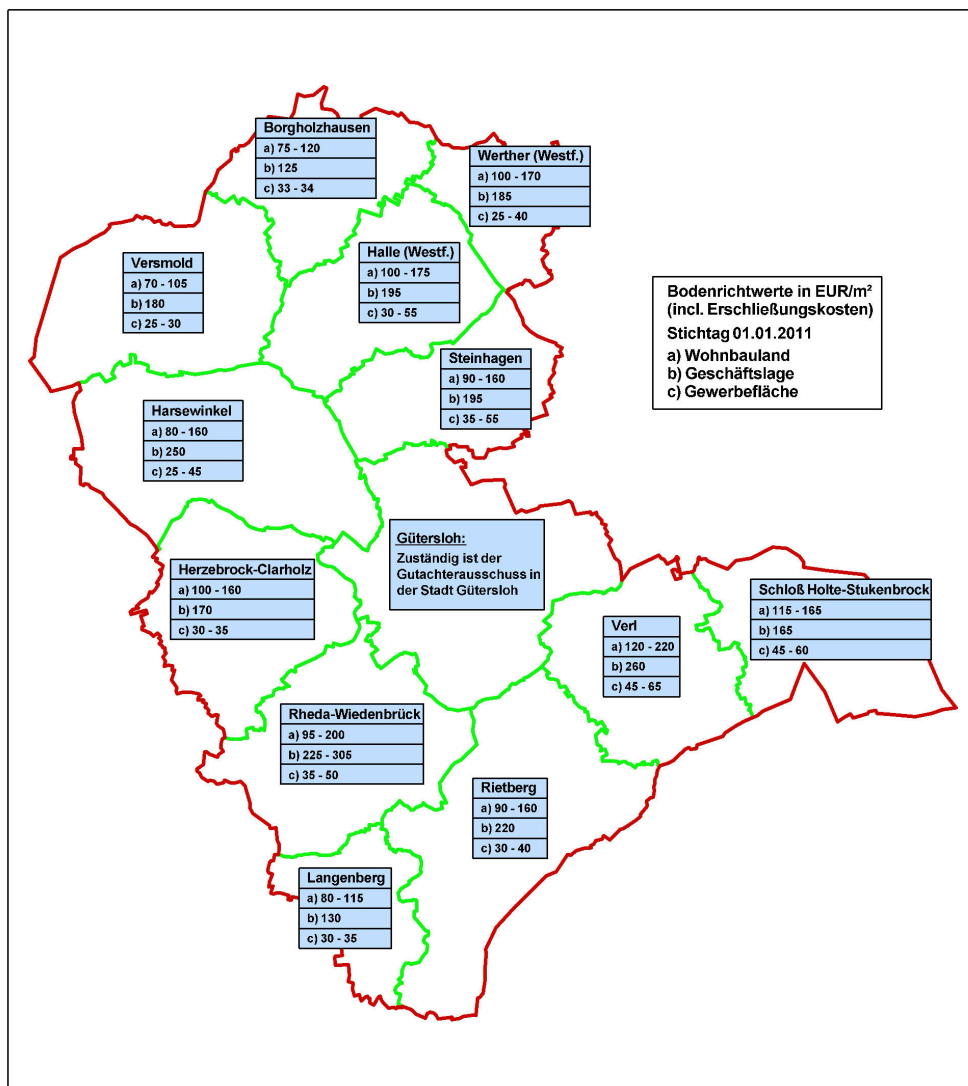 Borgholzhausen
a) 75 - 120
b) 125
c) 33 - 34
Werther (Westf.)
a) 100 - 170
b) 185
c) 25 - 40
Versmold
a) 70 - 105
b) 180
c) 25 - 30
Halle (Westf.)
a) 100 - 175
b) 195
c) 30 - 55
Bodenrichtwerte in EUR/m²
(incl. Erschließungskosten)
Stichtag 01.01.2011
a) Wohnbauland
b) Geschäftslage
c) Gewerbefläche
Steinhagen
a) 90 - 160
b) 195
c) 35 - 55
Harsewinkel
a) 80 - 160
b) 250
c) 25 - 45
Gütersloh:
Zuständig ist der
Gutachterausschuss in
der Stadt Gütersloh
Herzebrock-Clarholz
a) 100 - 160
b) 170
c) 30 - 35
Schloß Holte-Stukenbrock
a) 115 - 165
b) 165
c) 45 - 60
Verl
a) 120 - 220
b) 260
c) 45 - 65
Rheda-Wiedenbrück
a) 95 - 200
b) 225 - 305
c) 35 - 50
Rietberg
a) 90 - 160
b) 220
c) 30 - 40
Langenberg
a) 80 - 115
b) 130
c) 30 - 35